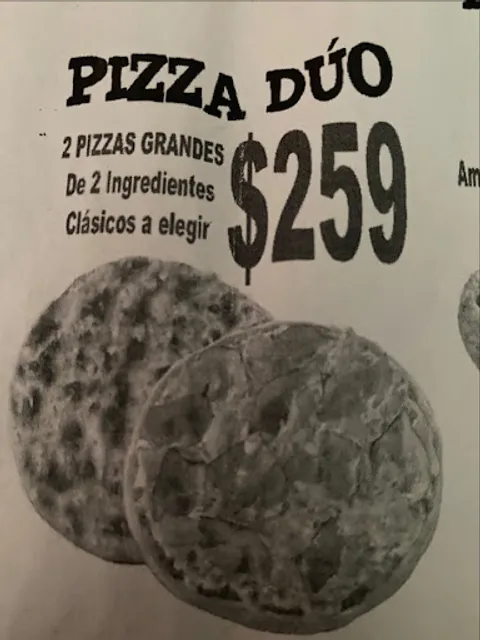 PIZZA DÚO
2 PIZZAS GRANDES
De 2 Ingredientes
Clásicos a elegir
$259
Am